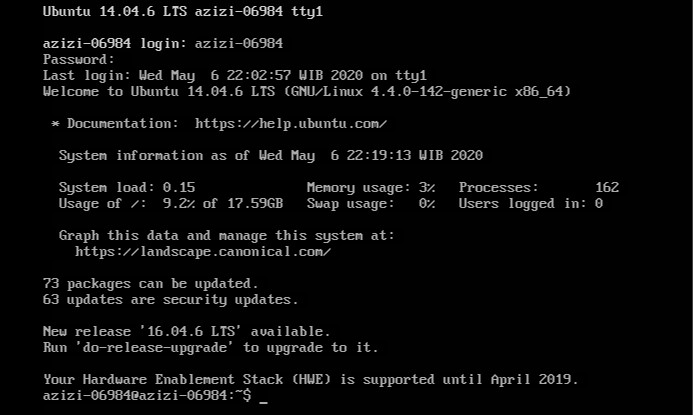 Ubuntu 14.04.6 LTS azizi-06984 tty1
azizi-06984 login: azizi-06984
Password:
Last login: Wed May  6 22:02:57 WIB 2020 on tty1
Welcome to Ubuntu 14.04.6 LTS (GNU/Linux 4.4.0-142-generic x86_64)
* Documentation:  https://help.ubuntu.com/
System information as of Wed May  6 22:19:13 WIB 2020
System load: 0.15              Memory usage: 3%   Processes:       162
Usage of /:  9.2% of 17.59GB   Swap usage:   0%   Users logged in: 0
Graph this data and manage this system at:
https://landscape.canonical.com/
73 packages can be updated.
63 updates are security updates.
New release '16.04.6 LTS' available.
Run 'do-release-upgrade' to upgrade to it.
Your Hardware Enablement Stack (HWE) is supported until April 2019.
azizi-06984@azizi-06984:~$ _